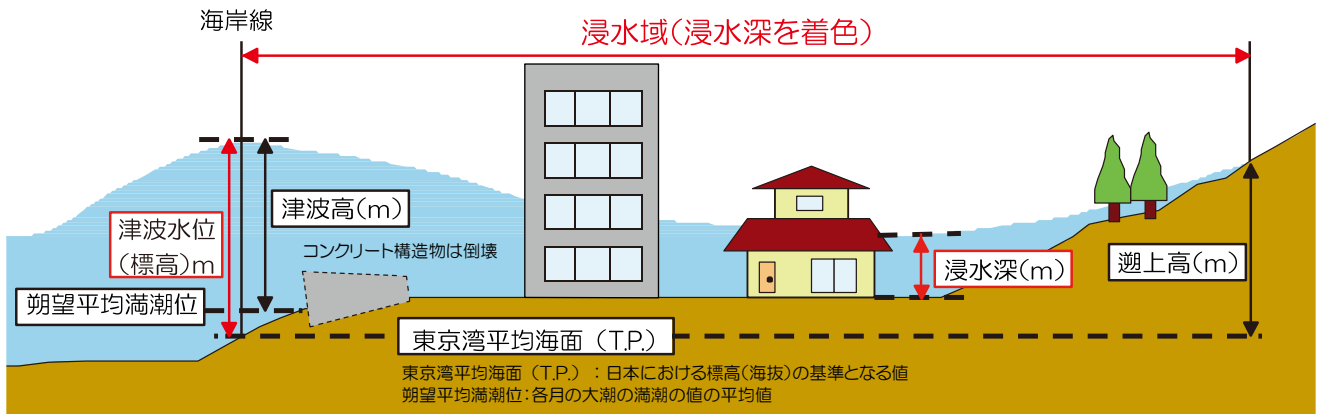 海岸線
浸水域(浸水深を着色)
津波高(m)
津波水位
(標高)m
コンクリート構造物は倒壊
浸水深(m)
遡上高(m)
朔望平均満潮位
東京湾平均海面（T.P.）
東京湾平均海面（T.P.）：日本における標高(海抜)の基準となる値
朔望平均満潮位：各月の大潮の満潮の値の平均値